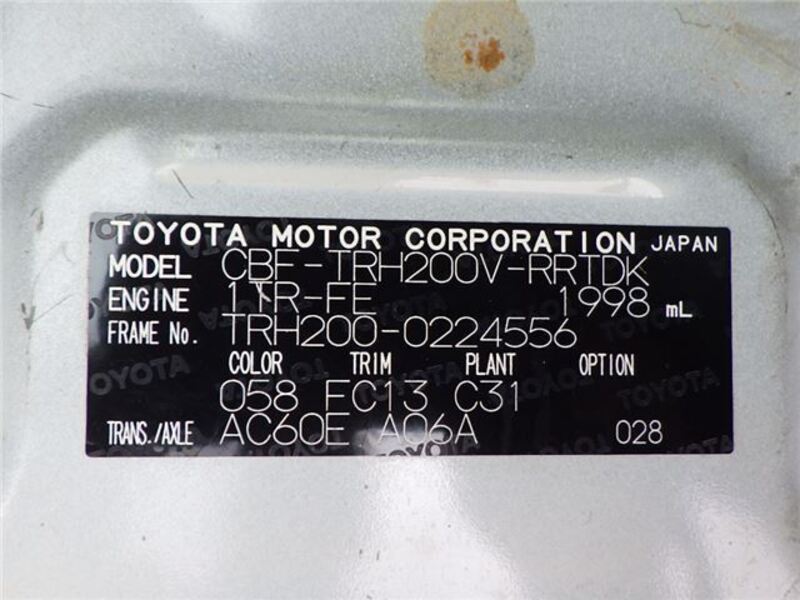 TOYOTA MOTOR CORPORATION JAPAN
MODEL CBF-TRH200V-RRTDK
ENGINE 1TR-FE 1998 mL
FRAME No. TRH200-0224556
COLOR TRIM PLANT OPTION
058 FC13 C31
TRANS./AXLE AC60E A06A 028